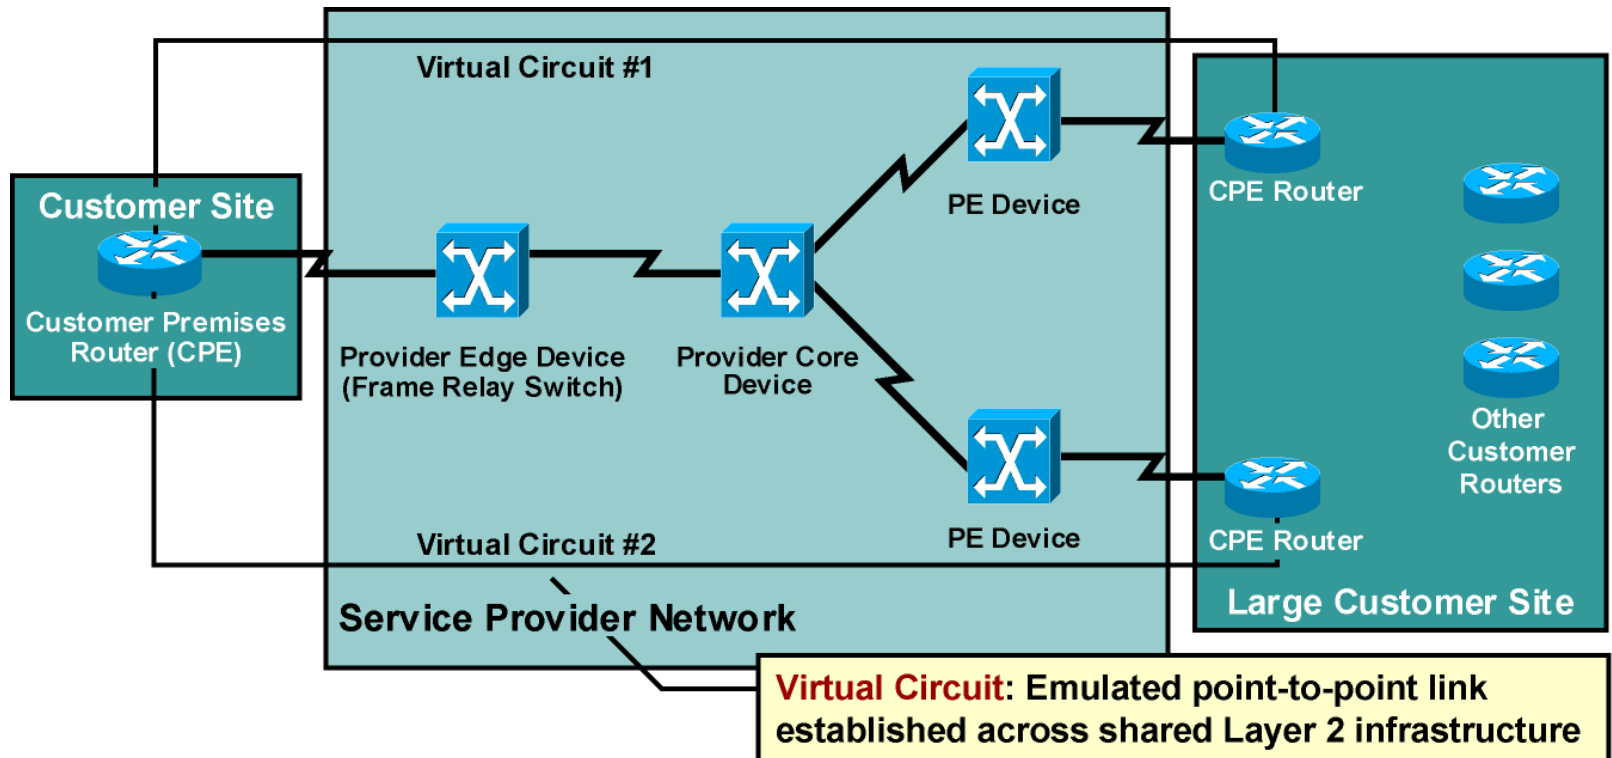 Virtual Circuit #1
Customer Site
Customer Premises
Router (CPE)
Provider Edge Device
(Frame Relay Switch)
Provider Core
Device
PE Device
CPE Router
Other
Customer
Routers
PE Device
CPE Router
Virtual Circuit #2
Service Provider Network
Large Customer Site
Virtual Circuit: Emulated point-to-point link
established across shared Layer 2 infrastructure